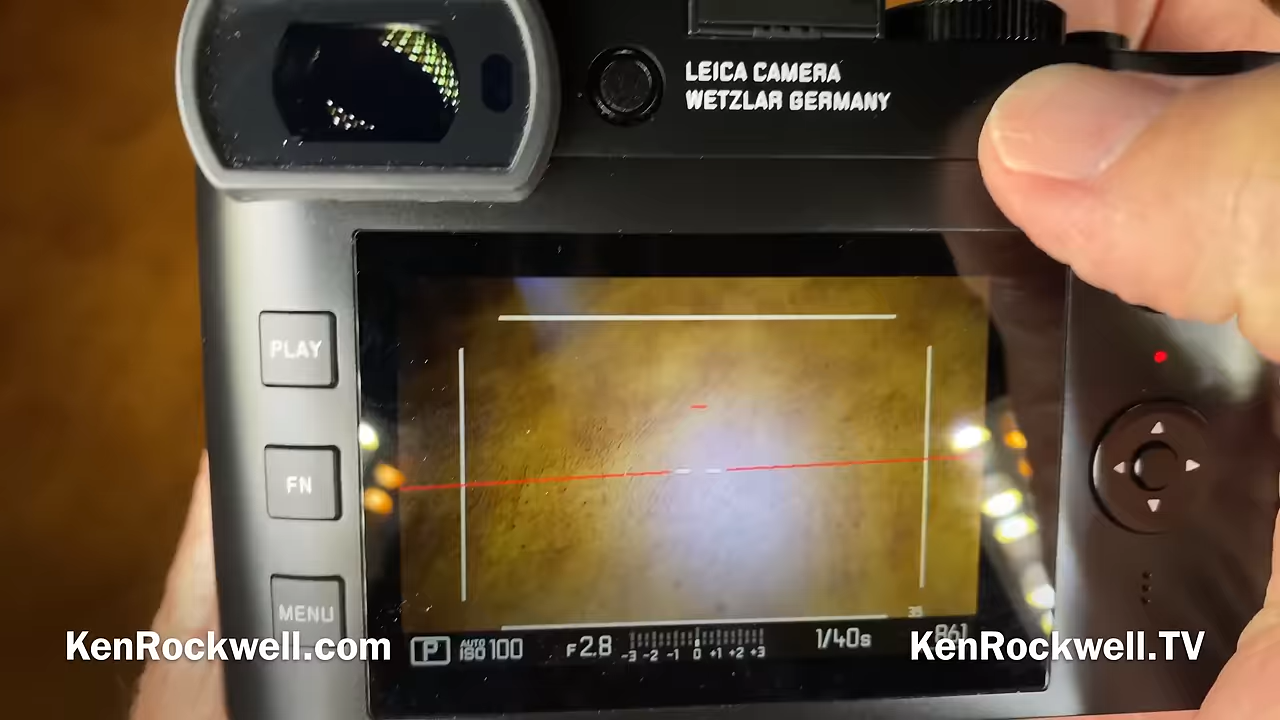 LEICA CAMERA
WETZLAR GERMANY
PLAY
FN
MENU
35
P AUTO ISO 100 F2.8 -3 -2 -1 0 +1 +2 +3 1/40s 861
KenRockwell.com
KenRockwell.TV